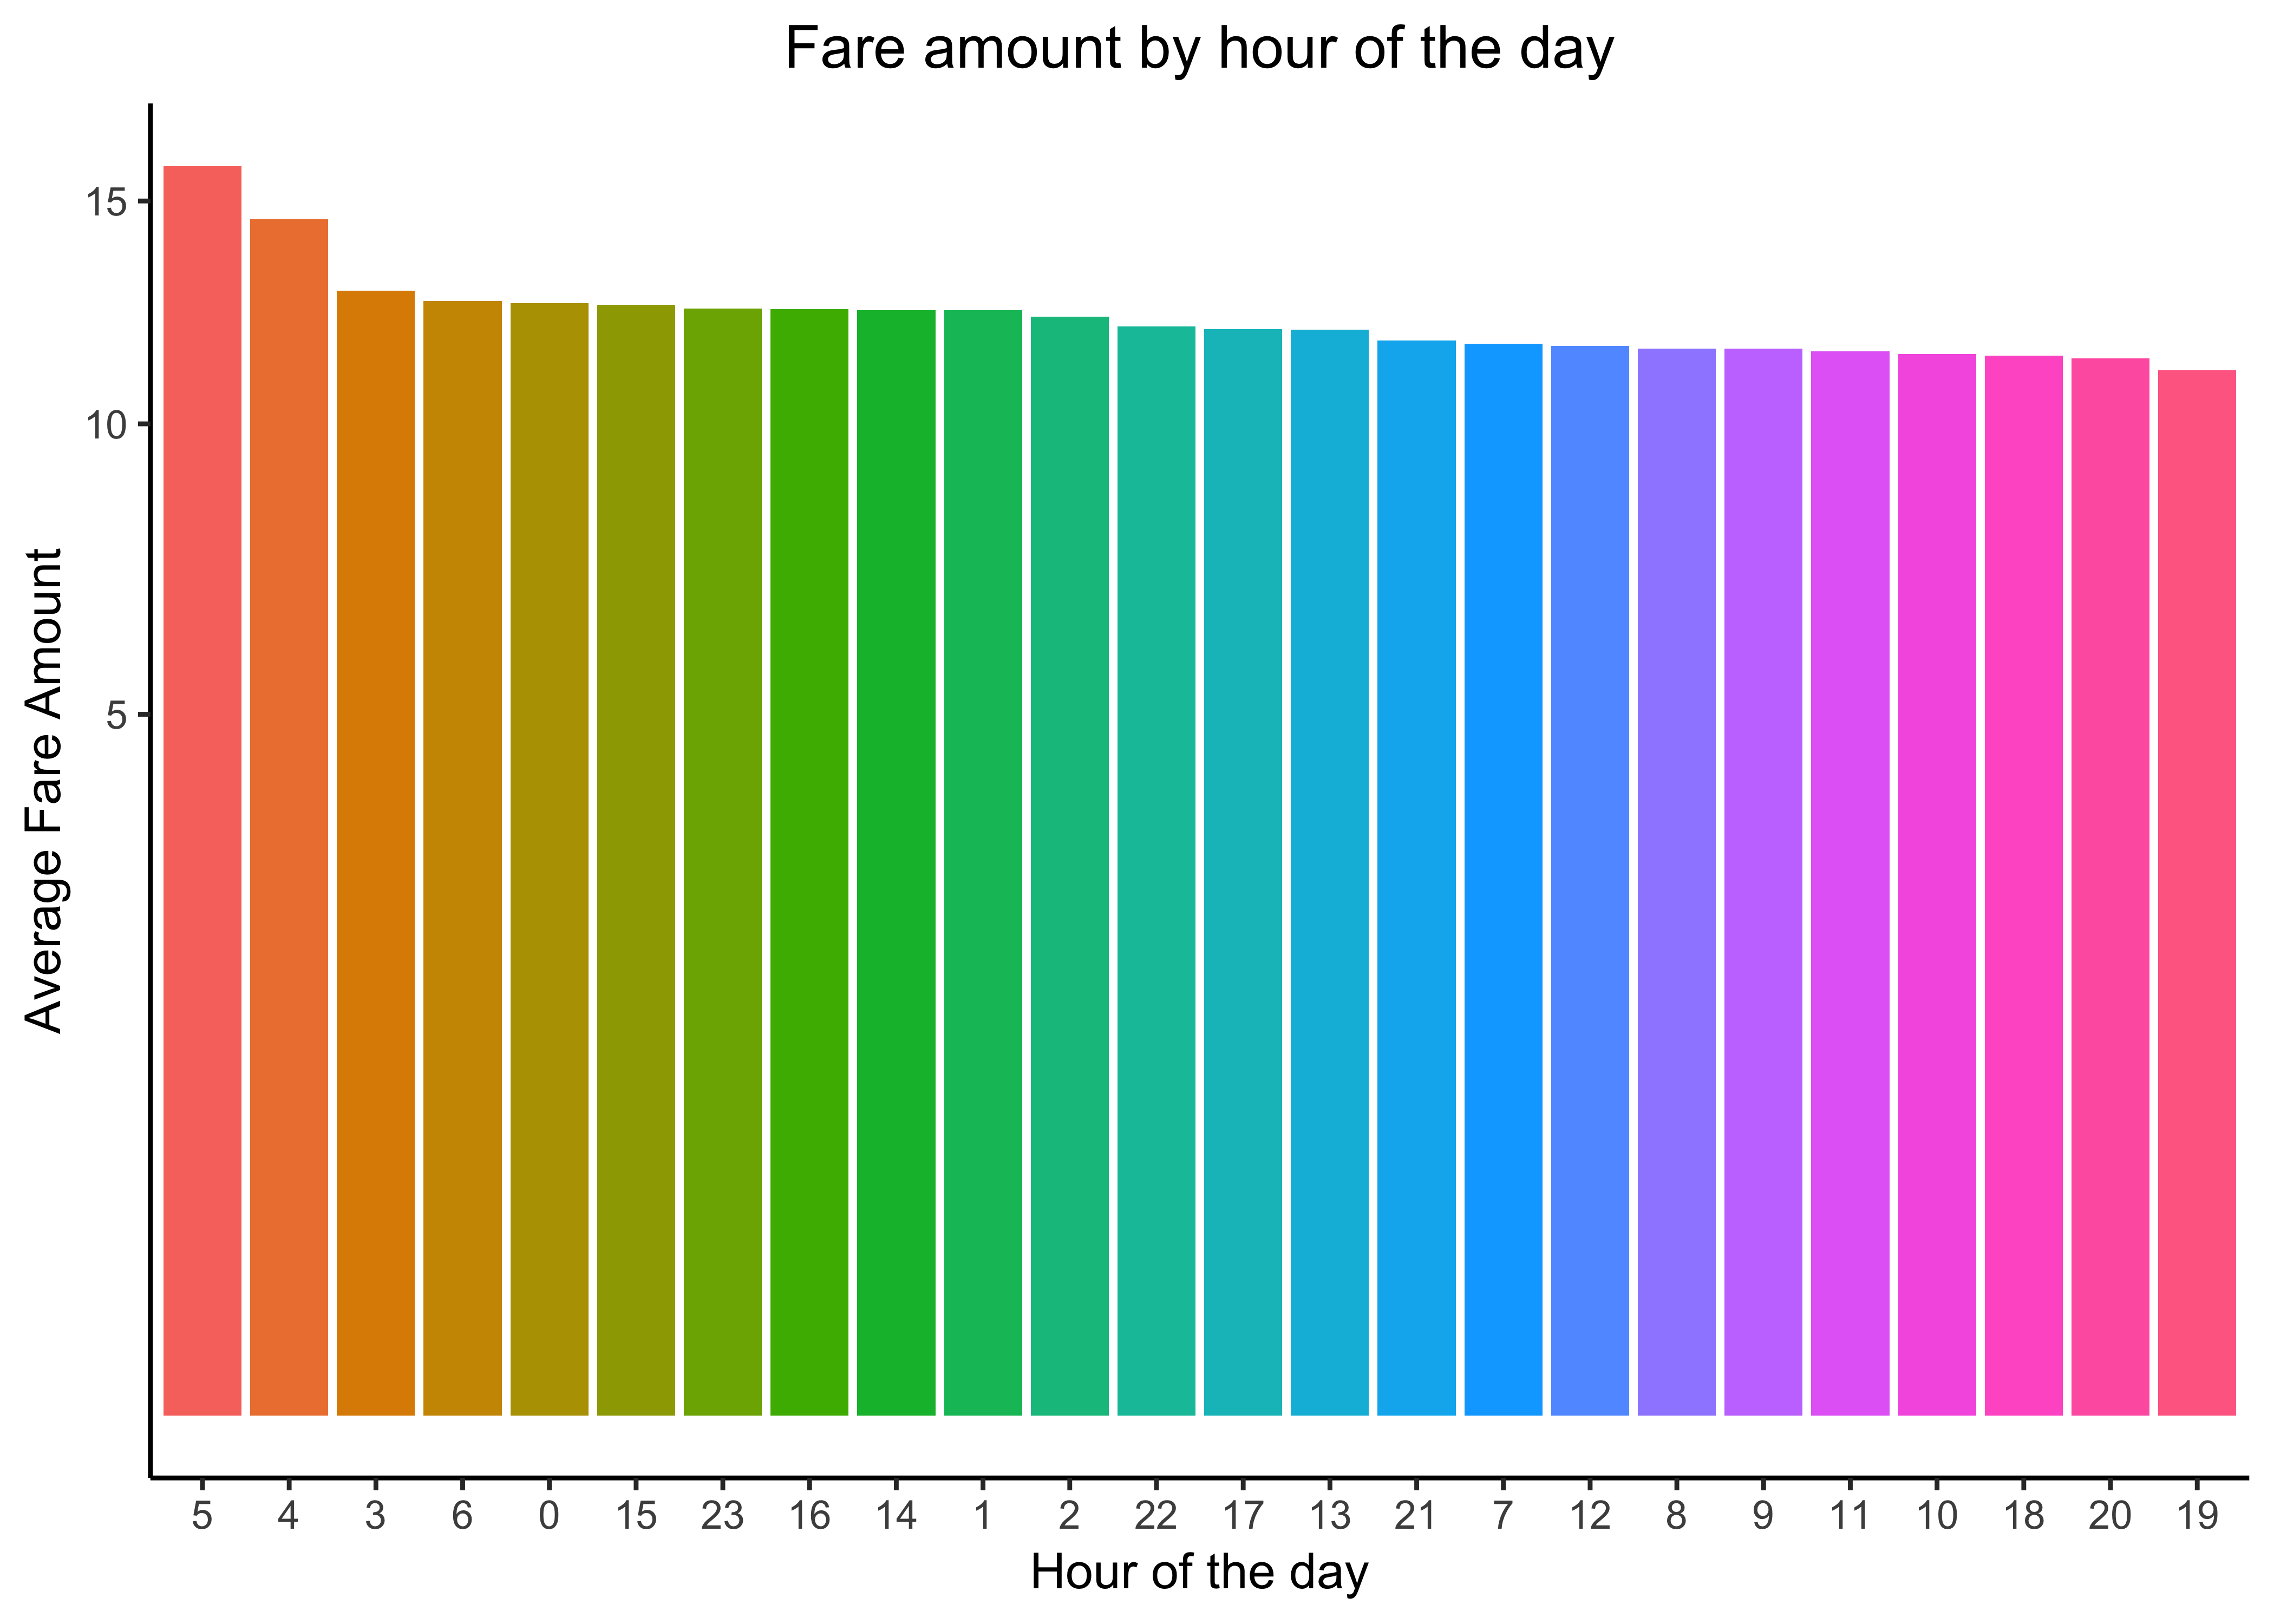 Fare amount by hour of the day
Average Fare Amount
15
10
5
5 4 3 6 0 15 23 16 14 1 2 22 17 13 21 7 12 8 9 11 10 18 20 19
Hour of the day